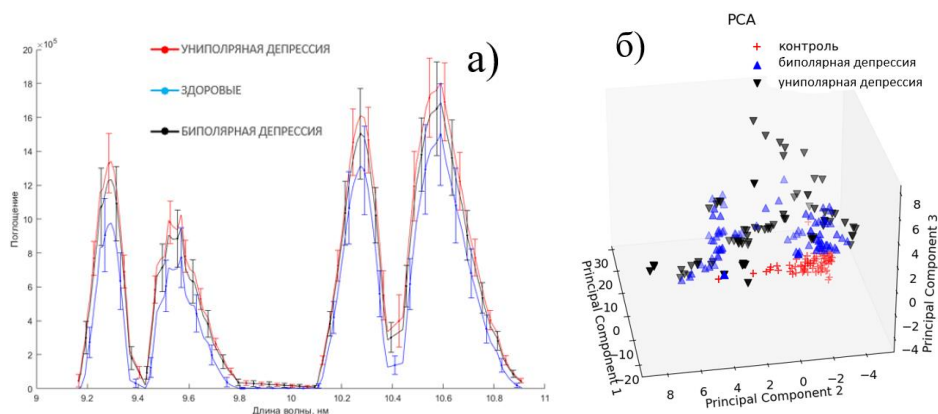 а)
×10⁵
УНИПОЛРЯНАЯ ДЕПРЕССИЯ
ЗДОРОВЫЕ
БИПОЛЯРНАЯ ДЕПРЕССИЯ
20
18
16
14
12
10
8
6
4
2
0
Поглощение
9 9.2 9.4 9.6 9.8 10 10.2 10.4 10.6 10.8 11
Длина волны, нм
б)
PCA
контроль
биполярная депрессия
униполярная депрессия
30
20
10
0
−10
−20
Principal Component 1
8 6 4 2 0 −2 −4
Principal Component 2
8
6
4
2
0
−2
−4
Principal Component 3